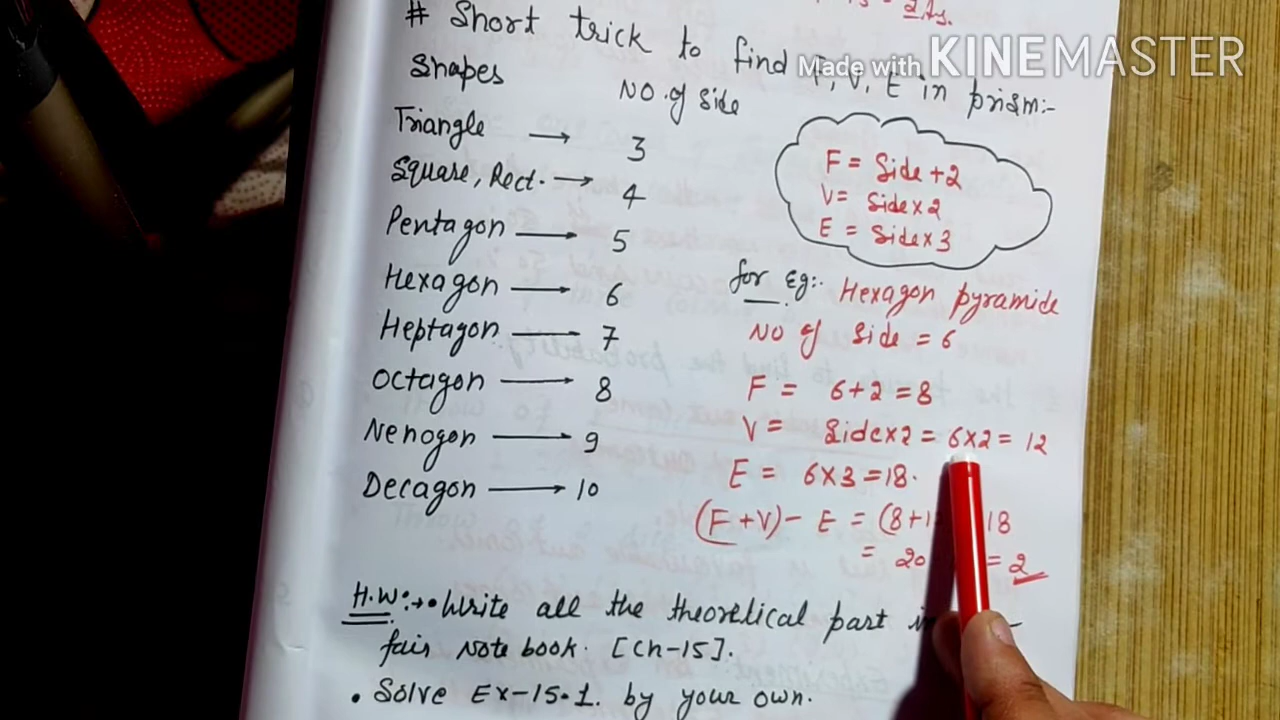 # Short trick to find F, V, E in prism:-
Made with KINEMASTER
Shapes NO. of Side
Triangle → 3
Square, Rect. → 4
Pentagon → 5
Hexagon → 6
Heptagon → 7
Octagon → 8
Nenogon → 9
Decagon → 10
F = Side+2
V = Side×2
E = Side×3
for Eg:- Hexagon pyramide
NO of Side = 6
F = 6+2=8
V = Side×2 = 6×2= 12
E = 6×3 =18.
(F+V)- E = (8+1 18
= 20 = 2
H.W:→ • Write all the theoretical part
fair Note book. [Ch-15].
• Solve Ex-15.1. by your own.